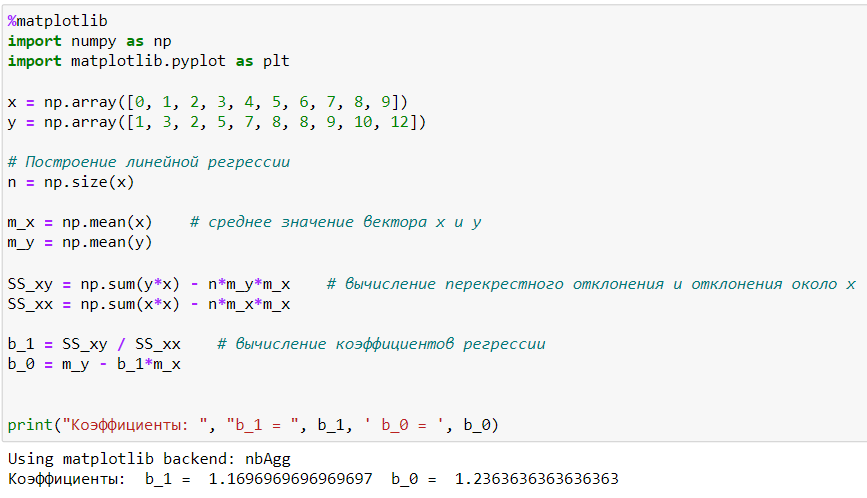 %matplotlib
import numpy as np
import matplotlib.pyplot as plt
x = np.array([0, 1, 2, 3, 4, 5, 6, 7, 8, 9])
y = np.array([1, 3, 2, 5, 7, 8, 8, 9, 10, 12])
# Построение линейной регрессии
n = np.size(x)
m_x = np.mean(x)    # среднее значение вектора x и y
m_y = np.mean(y)
SS_xy = np.sum(y*x) - n*m_y*m_x    # вычисление перекрестного отклонения и отклонения около x
SS_xx = np.sum(x*x) - n*m_x*m_x
b_1 = SS_xy / SS_xx    # вычисление коэффициентов регрессии
b_0 = m_y - b_1*m_x
print("Коэффициенты: ", "b_1 = ", b_1, ' b_0 = ', b_0)
Using matplotlib backend: nbAgg
Коэффициенты:  b_1 =  1.1696969696969697  b_0 =  1.2363636363636363